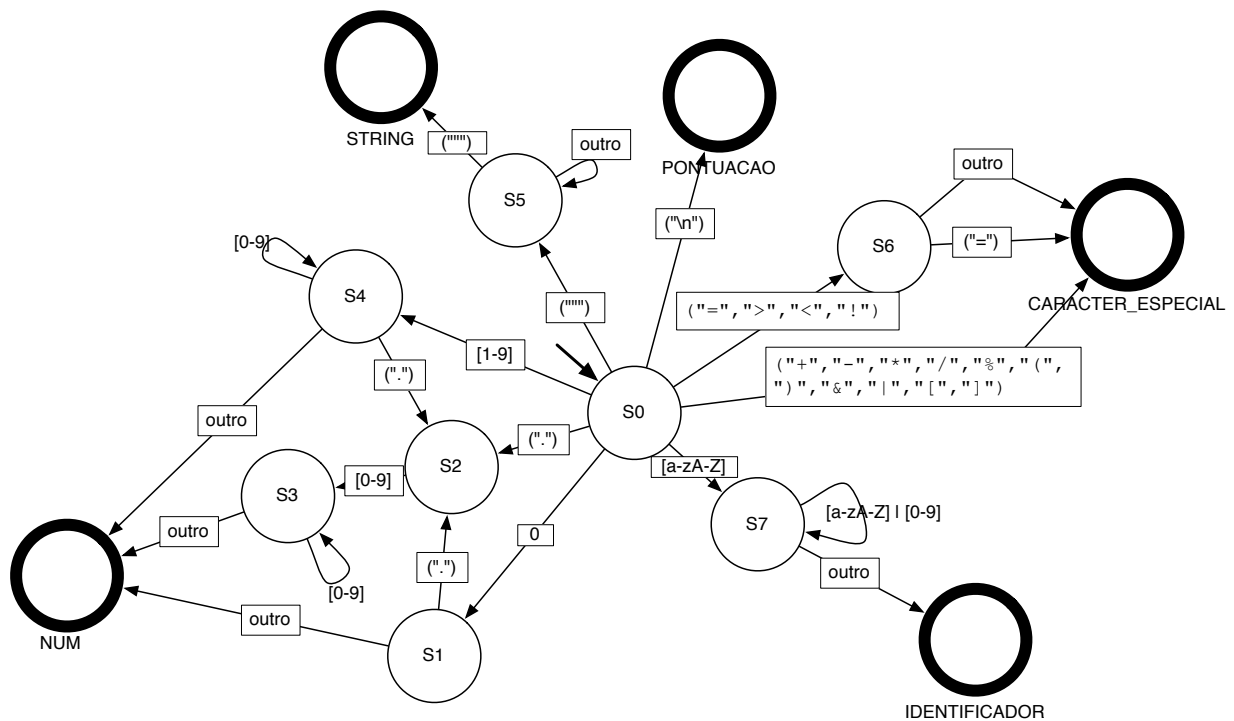 STRING
(""")
outro
S5
PONTUACAO
("\n")
outro
S6
("=")
CARACTER_ESPECIAL
[0-9]
S4
(""")
("=",">","<","!")
[1-9]
("+","-","*","/","%","(",
")","&","|","[","]")
(".")
S0
outro
(".")
S2
[a-zA-Z]
[0-9]
S3
S7
[a-zA-Z] | [0-9]
outro
0
(".")
outro
[0-9]
NUM
outro
S1
IDENTIFICADOR